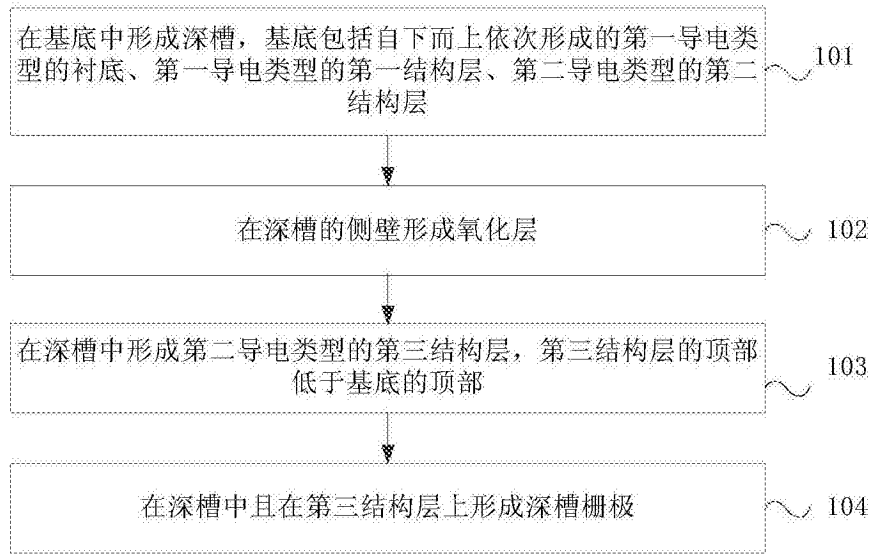 在基底中形成深槽，基底包括自下而上依次形成的第一导电类
型的衬底、第一导电类型的第一结构层、第二导电类型的第二
结构层
101
在深槽的侧壁形成氧化层
102
在深槽中形成第二导电类型的第三结构层，第三结构层的顶部
低于基底的顶部
103
在深槽中且在第三结构层上形成深槽栅极
104